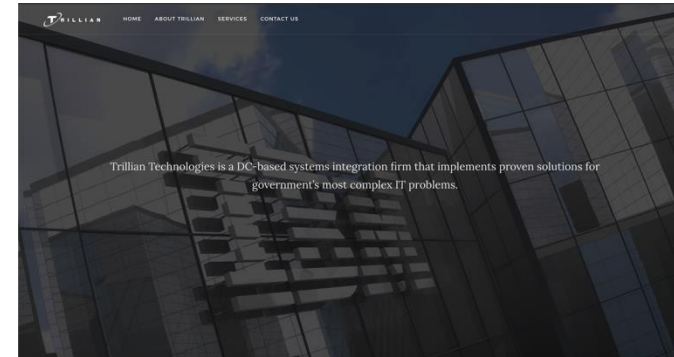 TRILLIAN
HOME ABOUT TRILLIAN SERVICES CONTACT US
Trillian Technologies is a DC-based systems integration firm that implements proven solutions for
government's most complex IT problems.